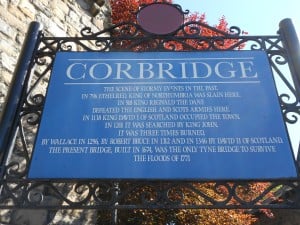 CORBRIDGE
THE SCENE OF STORMY EVENTS IN THE PAST.
IN 796 ETHELRED, KING OF NORTHUMBRIA WAS SLAIN HERE.
IN 918 KING REGINALD THE DANE
DEFEATED THE ENGLISH AND SCOTS ARMIES HERE.
IN 1138 KING DAVID I OF SCOTLAND OCCUPIED THE TOWN.
IN 1201 IT WAS SEARCHED BY KING JOHN.
IT WAS THREE TIMES BURNED,
BY WALLACE IN 1296, BY ROBERT BRUCE IN 1312 AND IN 1346 BY DAVID II OF SCOTLAND.
THE PRESENT BRIDGE, BUILT IN 1674, WAS THE ONLY TYNE BRIDGE TO SURVIVE
THE FLOODS OF 1771